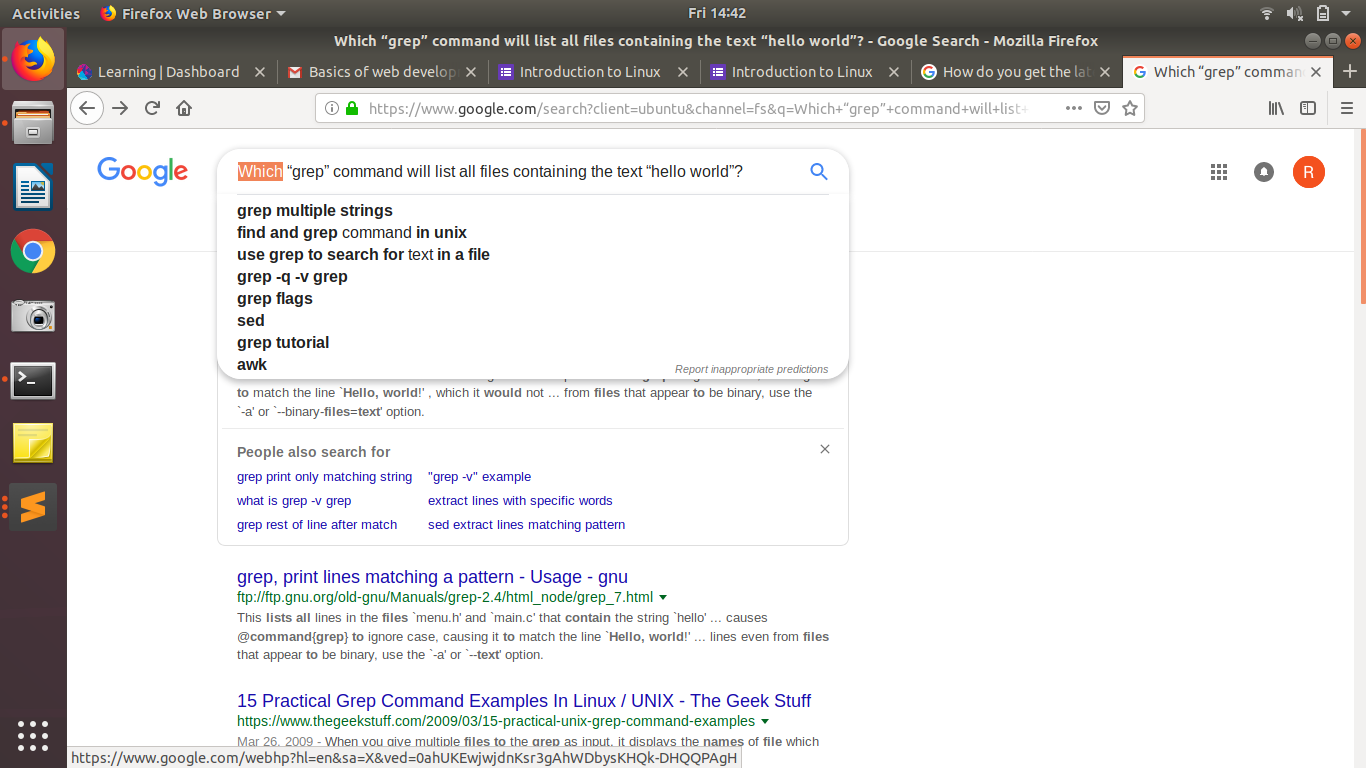 Activities Firefox Web Browser Fri 14:42
Which “grep” command will list all files containing the text “hello world”? - Google Search - Mozilla Firefox
Learning | Dashboard Basics of web develop Introduction to Linux Introduction to Linux How do you get the lat Which “grep” comman
https://www.google.com/search?client=ubuntu&channel=fs&q=Which+“grep”+command+will+list+
Google Which “grep” command will list all files containing the text “hello world”? R
grep multiple strings
find and grep command in unix
use grep to search for text in a file
grep -q -v grep
grep flags
sed
grep tutorial
awk
Report inappropriate predictions
to match the line `Hello, world!' , which it would not ... from files that appear to be binary, use the
`-a' or `--binary-files=text' option.
People also search for
grep print only matching string "grep -v" example
what is grep -v grep extract lines with specific words
grep rest of line after match sed extract lines matching pattern
grep, print lines matching a pattern - Usage - gnu
ftp://ftp.gnu.org/old-gnu/Manuals/grep-2.4/html_node/grep_7.html
This lists all lines in the files `menu.h' and `main.c' that contain the string `hello' ... causes
@command{grep} to ignore case, causing it to match the line `Hello, world!' ... lines even from files
that appear to be binary, use the `-a' or `--text' option.
15 Practical Grep Command Examples In Linux / UNIX - The Geek Stuff
https://www.thegeekstuff.com/2009/03/15-practical-unix-grep-command-examples
Mar 26, 2009 - When you give multiple files to the grep as input, it displays the names of file which
https://www.google.com/webhp?hl=en&sa=X&ved=0ahUKEwjwjdnKsr3gAhWDbysKHQk-DHQQPAgH